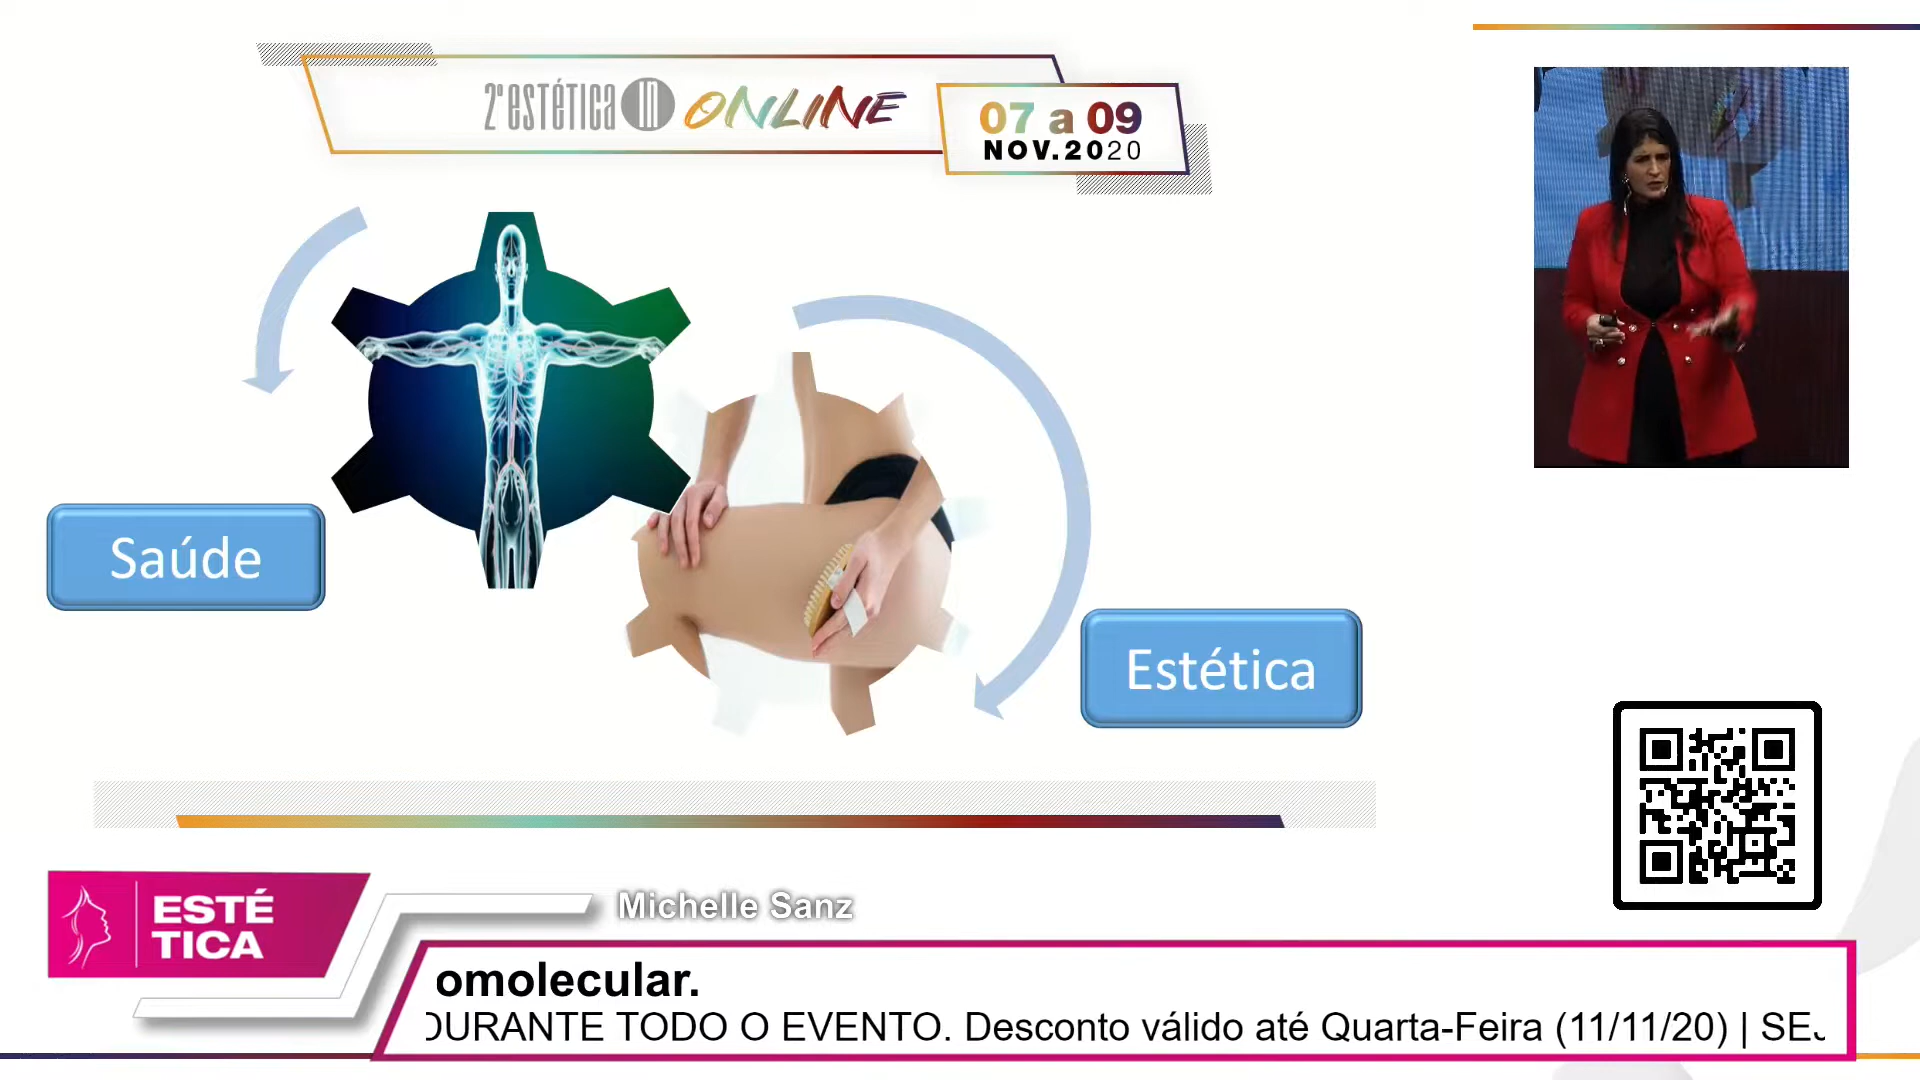 2ª estética IN ONLINE
07 a 09
NOV.2020
Saúde
Estética
ESTÉ
TICA
Michelle Sanz
omolecular.
DURANTE TODO O EVENTO. Desconto válido até Quarta-Feira (11/11/20) |